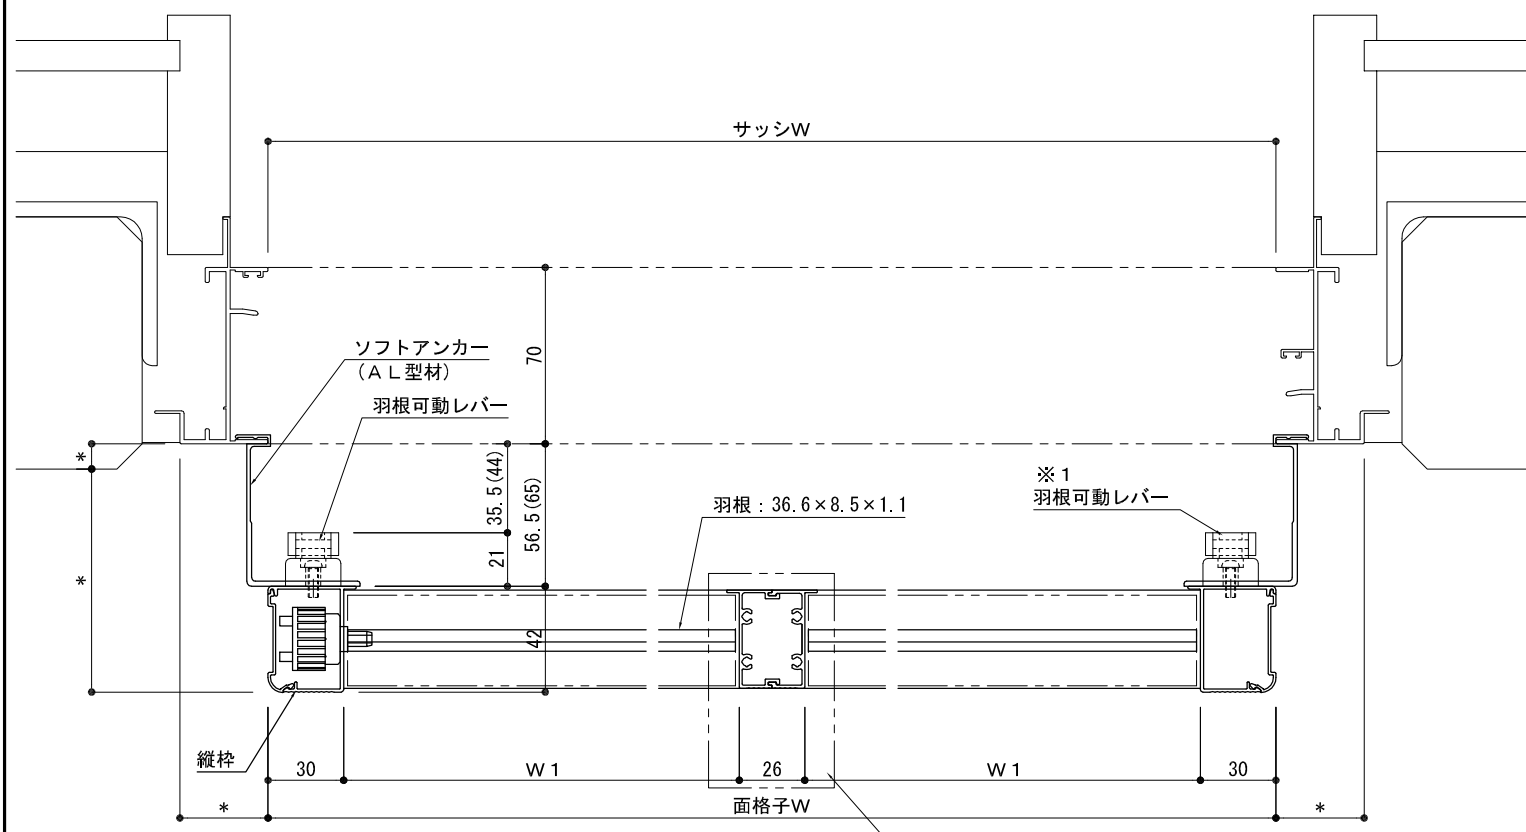 サッシW
ソフトアンカー
(AL型材)
70
羽根可動レバー
*
35.5(44)
56.5(65)
21
※1
羽根可動レバー
羽根:36.6×8.5×1.1
*
42
縦枠
30
W1
26
W1
30
*
面格子W
*